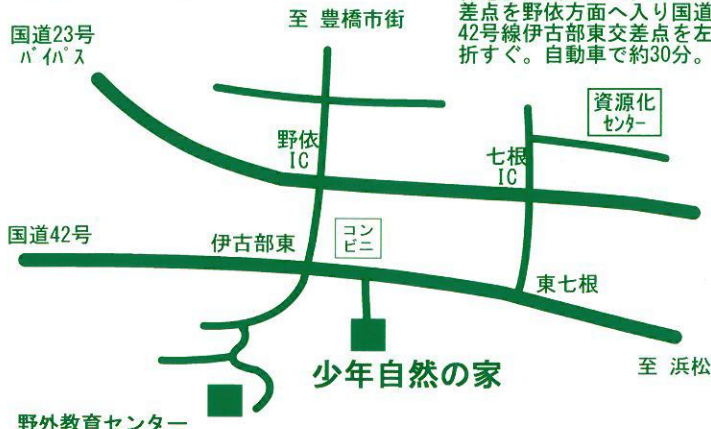 差点を野依方面へ入り国道
42号線伊古部東交差点を左
折すぐ。自動車で約30分。
至 豊橋市街
国道23号
バイパス
資源化
センター
野依
IC
七根
IC
国道42号
伊古部東
コン
ビニ
東七根
少年自然の家
至 浜松
野外教育センター